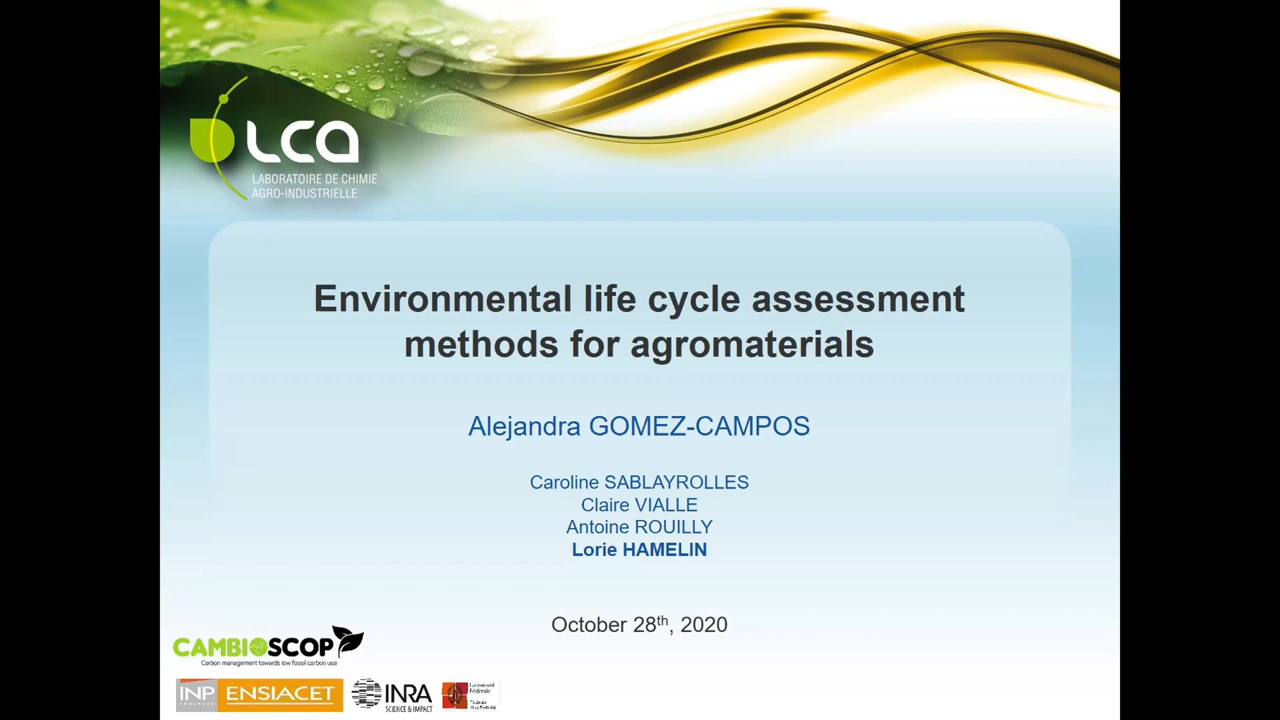 LCA
LABORATOIRE DE CHIMIE
AGRO-INDUSTRIELLE
Environmental life cycle assessment
methods for agromaterials
Alejandra GOMEZ-CAMPOS
Caroline SABLAYROLLES
Claire VIALLE
Antoine ROUILLY
Lorie HAMELIN
October 28th, 2020
CAMBIOSCOP
Carbon management towards low fossil carbon use
INP ENSIACET
INRA
SCIENCE & IMPACT
Université
Fédérale